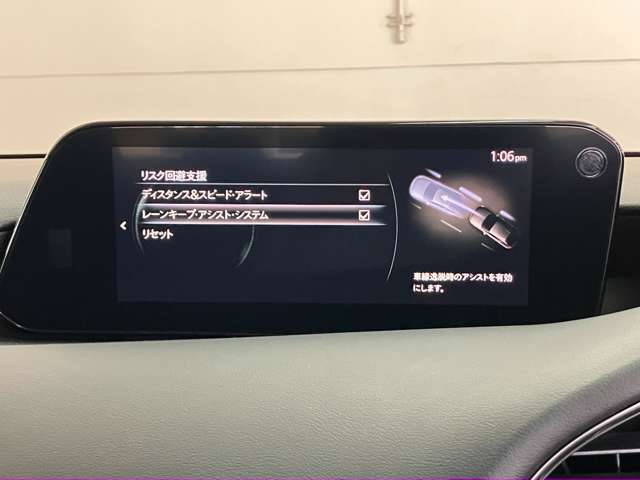 1:06pm
リスク回避支援
ディスタンス&スピード・アラート
レーンキープ・アシスト・システム
リセット
車線逸脱時のアシストを有効
にします。